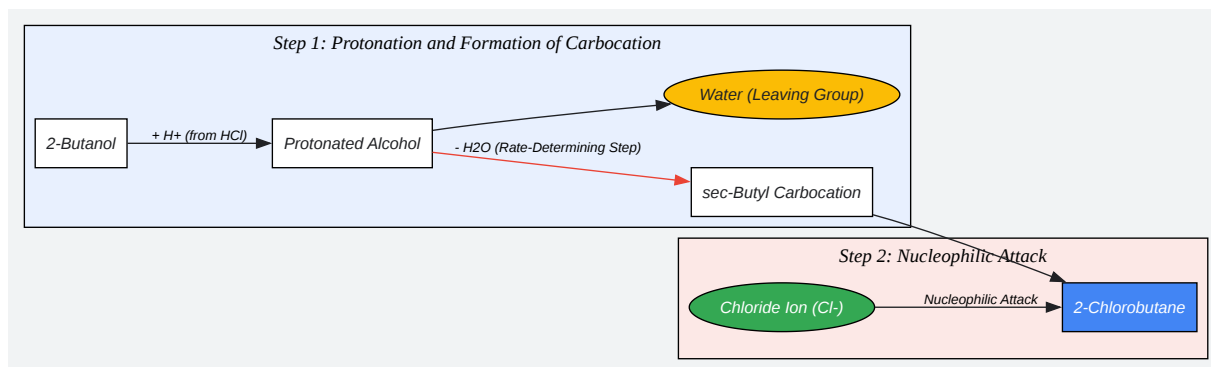 Step 1: Protonation and Formation of Carbocation
Water (Leaving Group)
2-Butanol
+ H+ (from HCl)
Protonated Alcohol
- H2O (Rate-Determining Step)
sec-Butyl Carbocation
Step 2: Nucleophilic Attack
Chloride Ion (Cl-)
Nucleophilic Attack
2-Chlorobutane